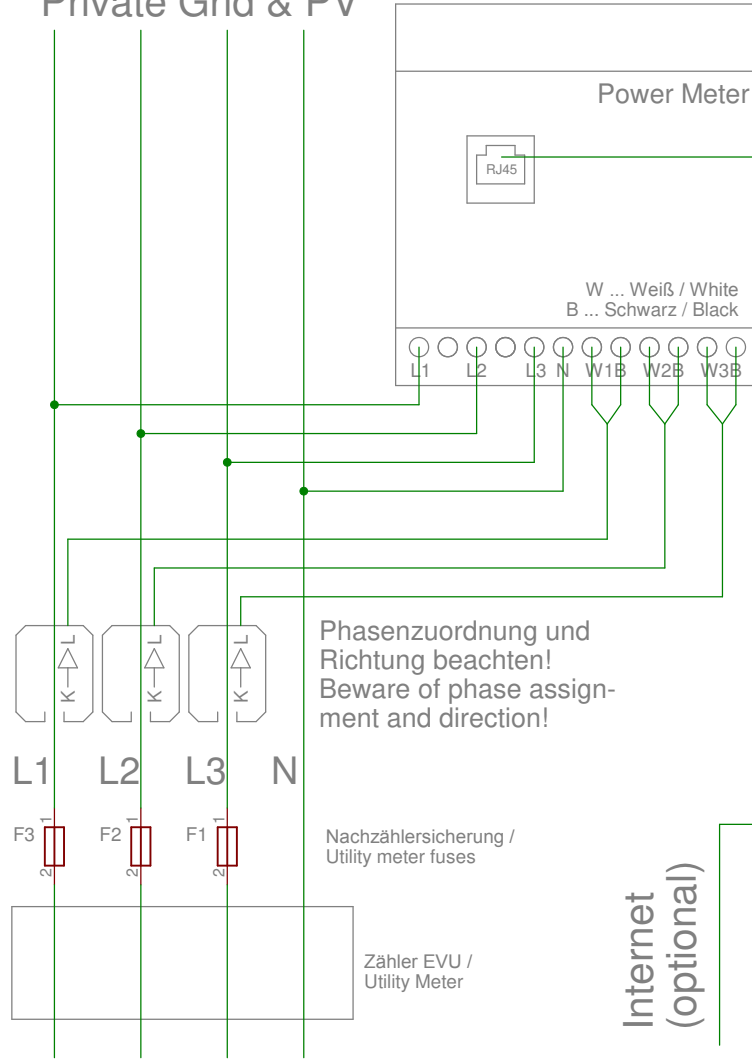 Private Grid & PV
Power Meter
RJ45
W ... Weiß / White
B ... Schwarz / Black
L1 L2 L3 N W1B W2B W3B
K L K L K L
Phasenzuordnung und
Richtung beachten!
Beware of phase assign-
ment and direction!
L1 L2 L3 N
1 1 1
F3 F2 F1
2 2 2
Nachzählersicherung /
Utility meter fuses
Zähler EVU /
Utility Meter
Internet
(optional)